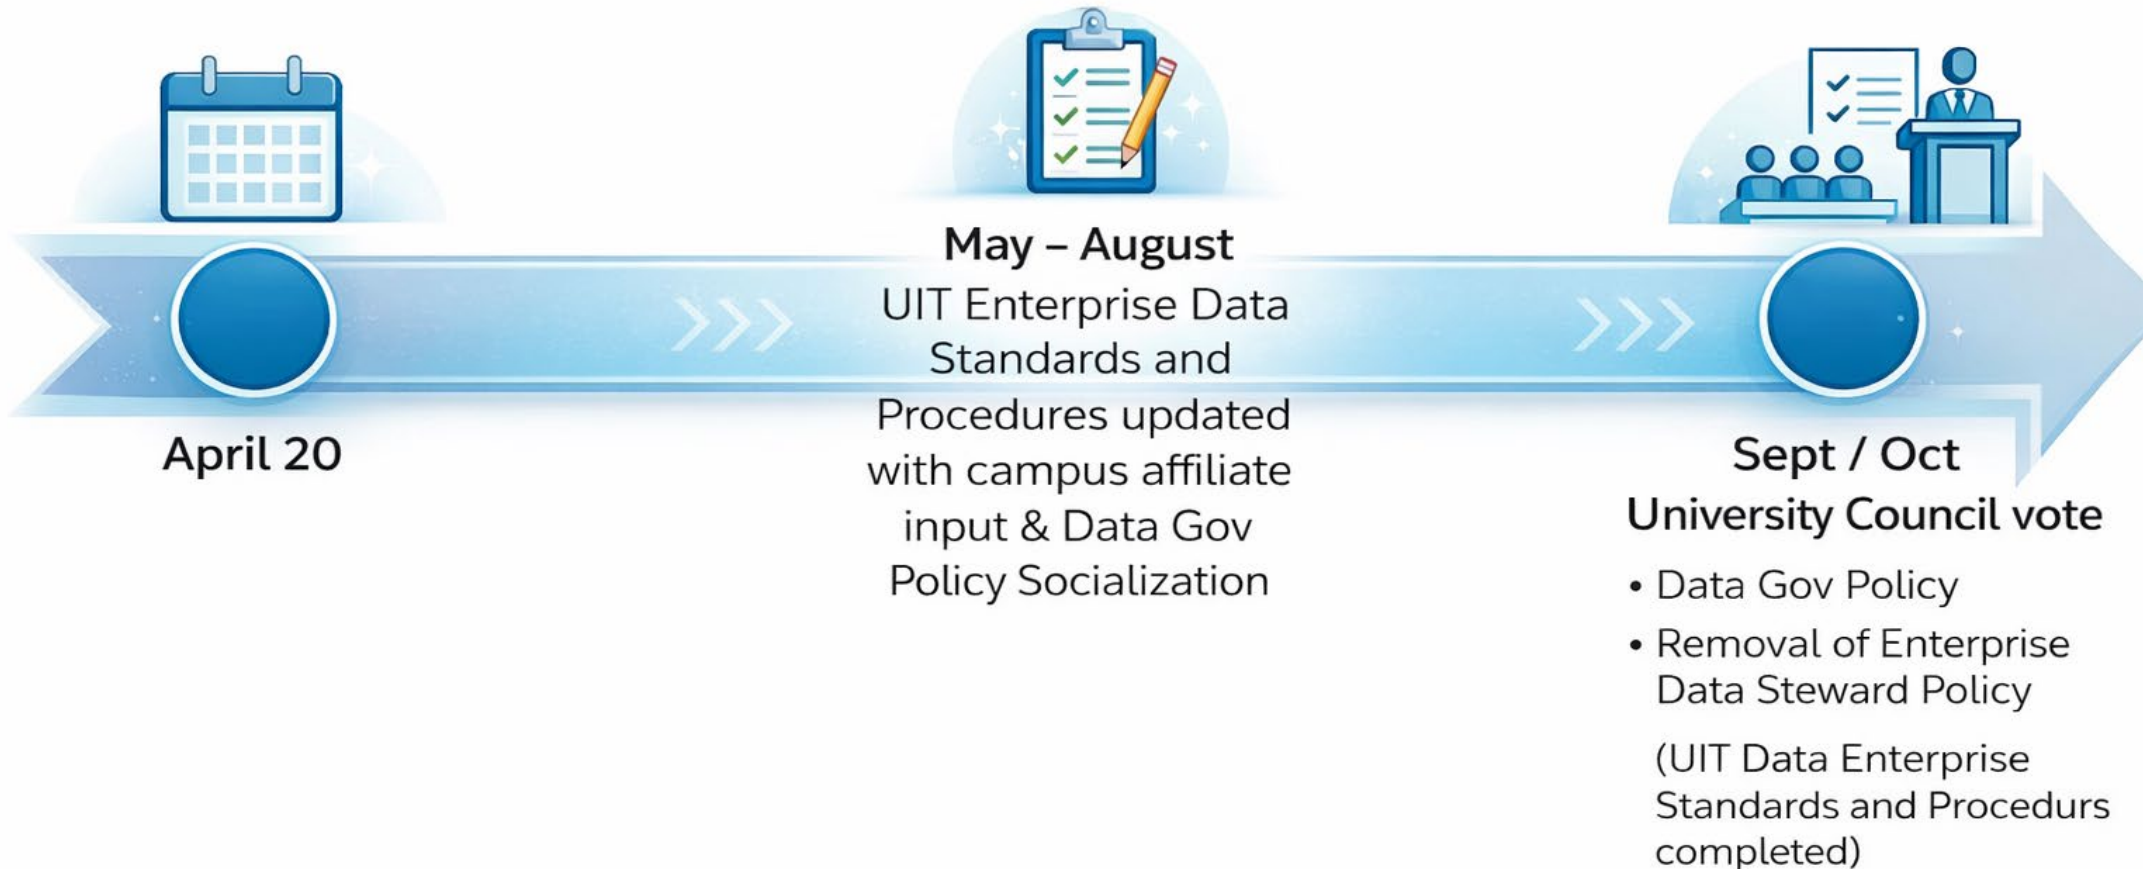 April 20
May – August
UIT Enterprise Data
Standards and
Procedures updated
with campus affiliate
input & Data Gov
Policy Socialization
Sept / Oct
University Council vote
• Data Gov Policy
• Removal of Enterprise
Data Steward Policy
(UIT Data Enterprise
Standards and Procedurs
completed)